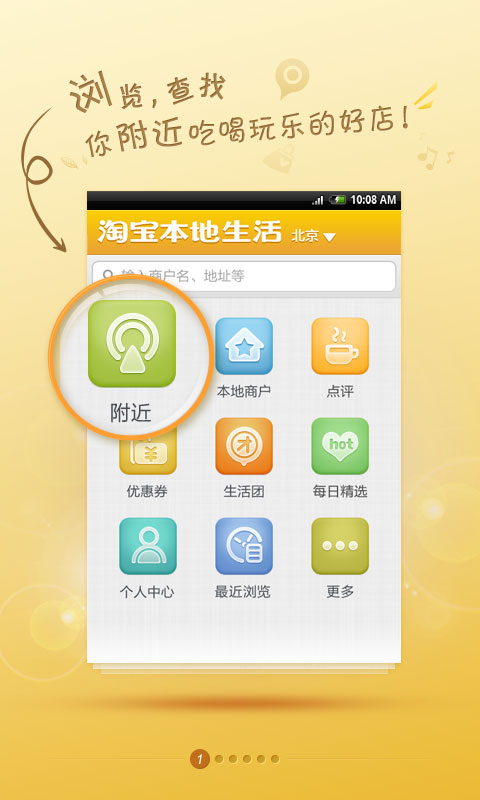 浏览,查找
你附近吃喝玩乐的好店!
10:08 AM
淘宝本地生活 北京
输入商户名、地址等
附近
本地商户
点评
团
hot
¥
优惠券
生活团
每日精选
个人中心
最近浏览
更多
1